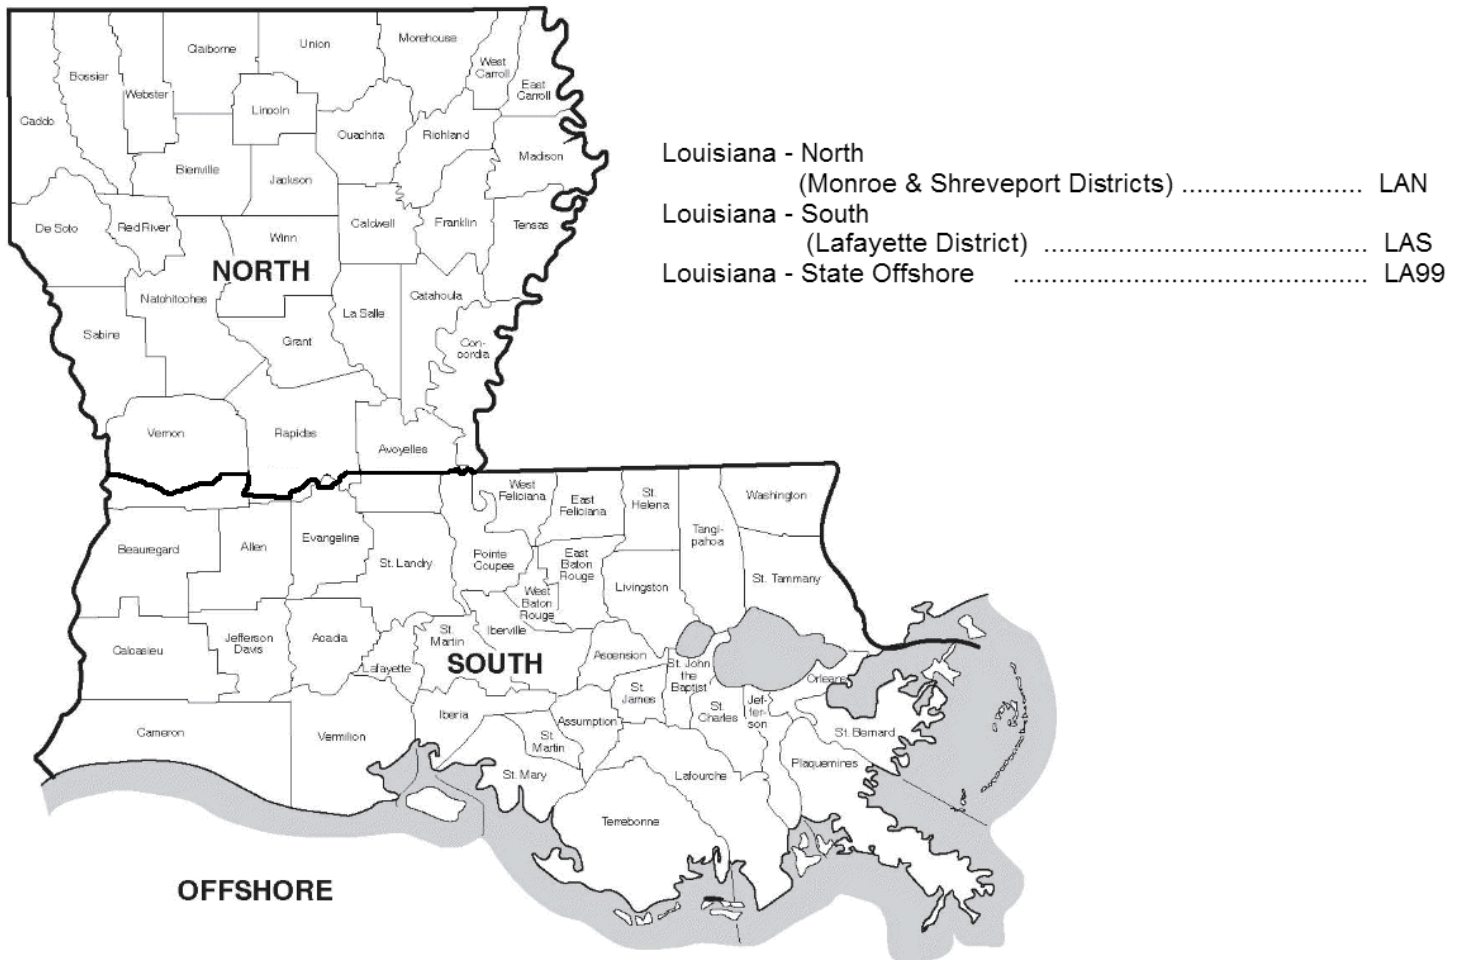 Claiborne
Union
Morehouse
Bossier
West
Carroll
Webster
East
Carroll
Caddo
Lincoln
Ouachita
Richland
Madison
Bienville
Jackson
De Soto
Red River
Caldwell
Franklin
Tensas
Winn
NORTH
Natchitoches
Catahoula
La Salle
Sabine
Grant
Con-
cordia
Vernon
Rapides
Avoyelles
Louisiana - North
(Monroe & Shreveport Districts) ........................ LAN
Louisiana - South
(Lafayette District) ........................................... LAS
Louisiana - State Offshore ............................................... LA99
West
Feliciana
East
Feliciana
St.
Helena
Washington
Tangi-
pahoa
Beauregard
Allen
Evangeline
St. Landry
Pointe
Coupee
East
Baton
Rouge
West
Baton
Rouge
Livingston
St. Tammany
Calcasieu
Jefferson
Davis
Acadia
Lafayette
St.
Martin
Iberville
SOUTH
Ascension
St. John
the
Baptist
Orleans
St.
James
St.
Charles
Jef-
fer-
son
Cameron
Vermilion
Iberia
Assumption
St.
Martin
St. Bernard
St. Mary
Lafourche
Plaquemines
Terrebonne
OFFSHORE